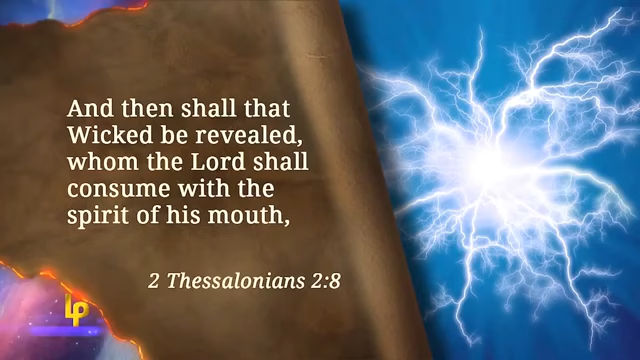 And then shall that
Wicked be revealed,
whom the Lord shall
consume with the
spirit of his mouth,
2 Thessalonians 2:8
LP